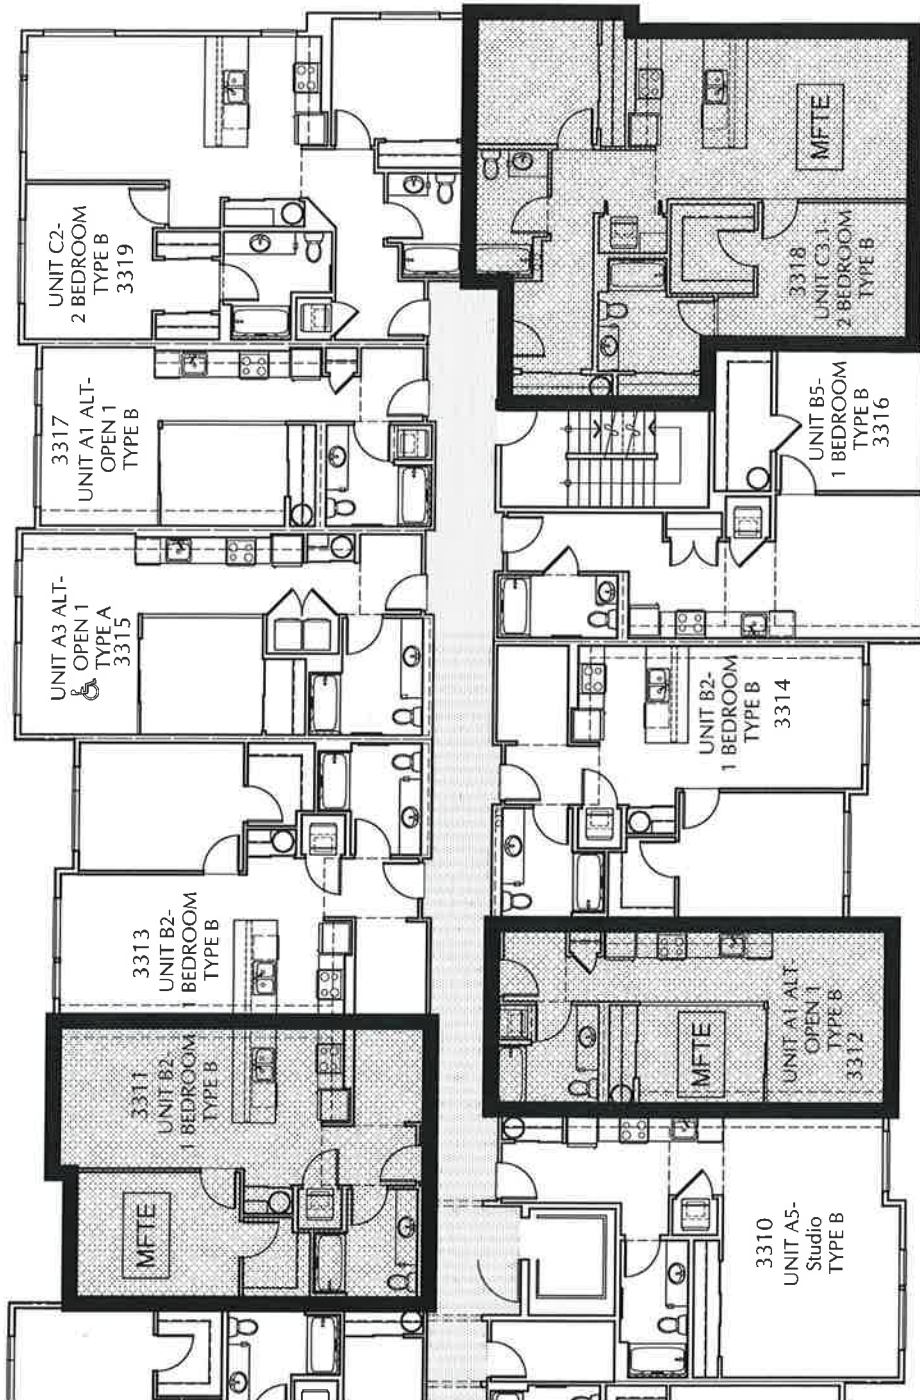 UNIT C2-
2 BEDROOM
TYPE B
3319
MFTE
3318
UNIT C3.1-
2 BEDROOM
TYPE B
3317
UNIT A1 ALT-
OPEN 1
TYPE B
UNIT B5-
1 BEDROOM
TYPE B
3316
UNIT A3 ALT-
OPEN 1
TYPE A
3315
UNIT B2-
1 BEDROOM
TYPE B
3314
3313
UNIT B2-
1 BEDROOM
TYPE B
3311
UNIT B2-
1 BEDROOM
TYPE B
MFTE
MFTE
UNIT A1 ALT-
OPEN 1
TYPE B
3312
3310
UNIT A5-
Studio
TYPE B